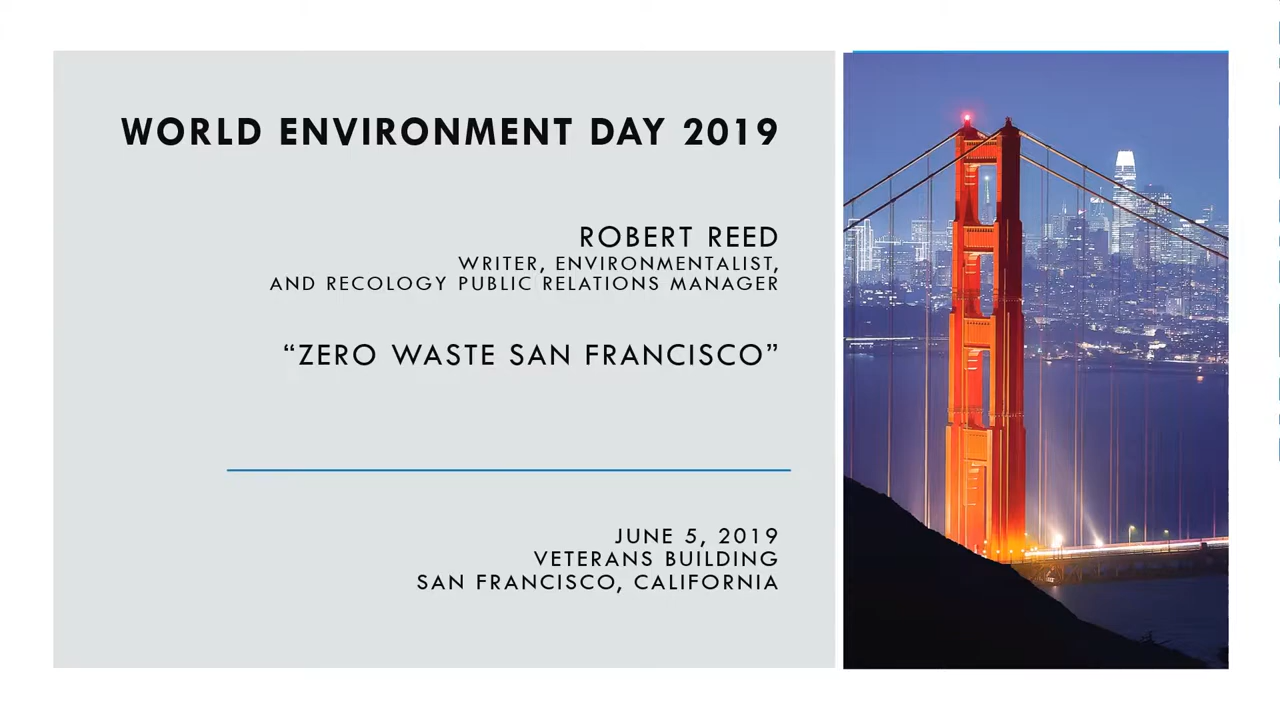 WORLD ENVIRONMENT DAY 2019
ROBERT REED
WRITER, ENVIRONMENTALIST,
AND RECOLOGY PUBLIC RELATIONS MANAGER
“ZERO WASTE SAN FRANCISCO”
JUNE 5, 2019
VETERANS BUILDING
SAN FRANCISCO, CALIFORNIA